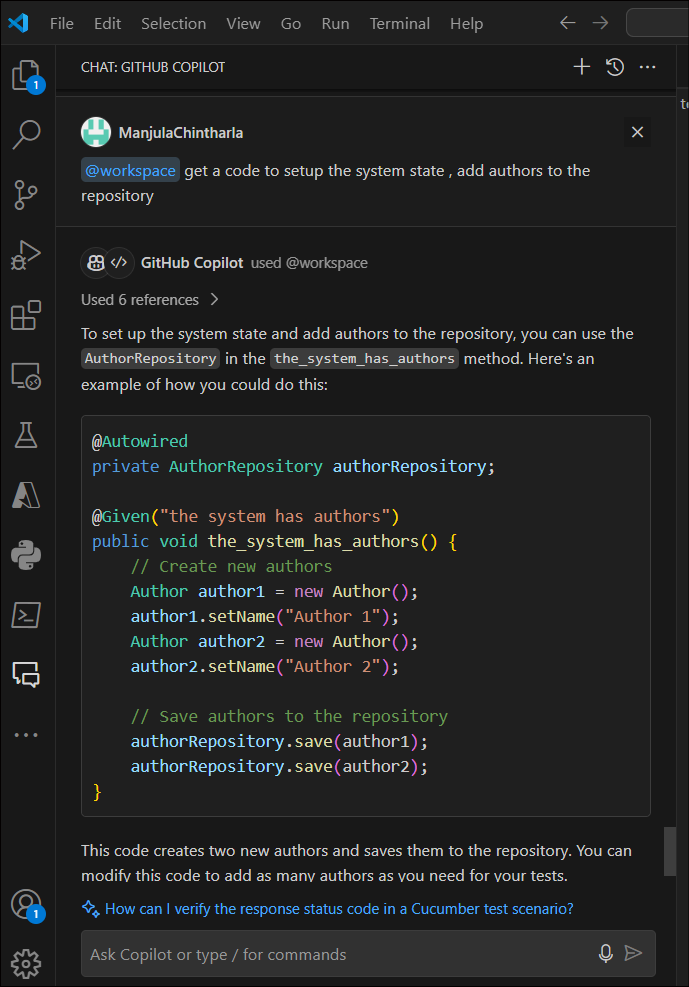 File Edit Selection View Go Run Terminal Help
CHAT: GITHUB COPILOT
1
ManjulaChintharla
@workspace get a code to setup the system state , add authors to the
repository
GitHub Copilot used @workspace
Used 6 references
To set up the system state and add authors to the repository, you can use the
AuthorRepository in the the_system_has_authors method. Here's an
example of how you could do this:
@Autowired
private AuthorRepository authorRepository;
@Given("the system has authors")
public void the_system_has_authors() {
    // Create new authors
    Author author1 = new Author();
    author1.setName("Author 1");
    Author author2 = new Author();
    author2.setName("Author 2");
    // Save authors to the repository
    authorRepository.save(author1);
    authorRepository.save(author2);
}
This code creates two new authors and saves them to the repository. You can
modify this code to add as many authors as you need for your tests.
How can I verify the response status code in a Cucumber test scenario?
1
Ask Copilot or type / for commands